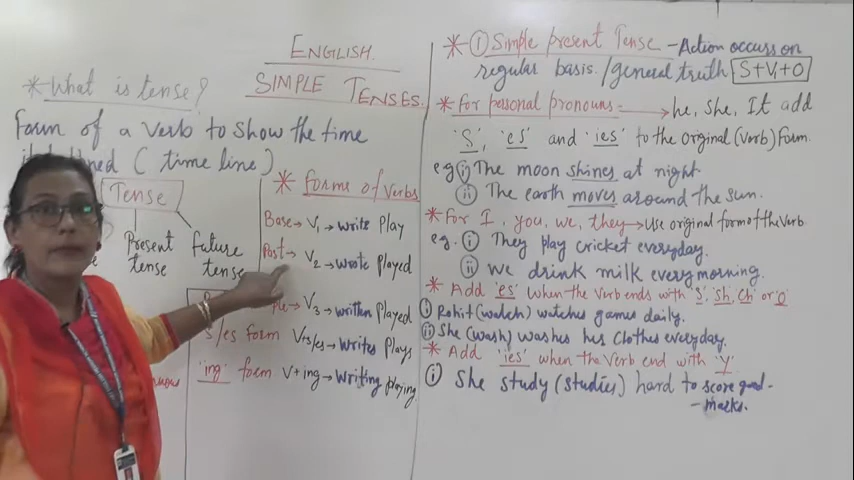 ENGLISH.
SIMPLE TENSES.
* What is tense?
Form of a verb to show the time
(time line)
Tense
Present tense
future tense
* forms of verbs
Base → V1 → write Play
Past → V2 → wrote Played
→ V3 → written Played
s/es form V+s/es → writes Plays
'ing' form V+ing → writing playing
* ① Simple present Tense - Action occurs on
regular basis. / general truth S+V1+O
* for personal pronouns: → he, she, It add
'S', 'es' and 'ies' to the original (verb) form.
eg (i) The moon shines at night
(ii) The earth moves around the sun.
* For I, you, we, they → Use original form of the verb
eg. (i) They play cricket everyday.
(ii) We drink milk every morning.
* Add 'es' when the verb ends with 'S', 'sh', 'ch' or 'o'
(i) Rohit (watch) watches games daily.
(ii) She (wash) washes her clothes everyday.
* Add 'ies' when the verb end with 'y'
(i) She study (studies) hard to score good-
- marks.